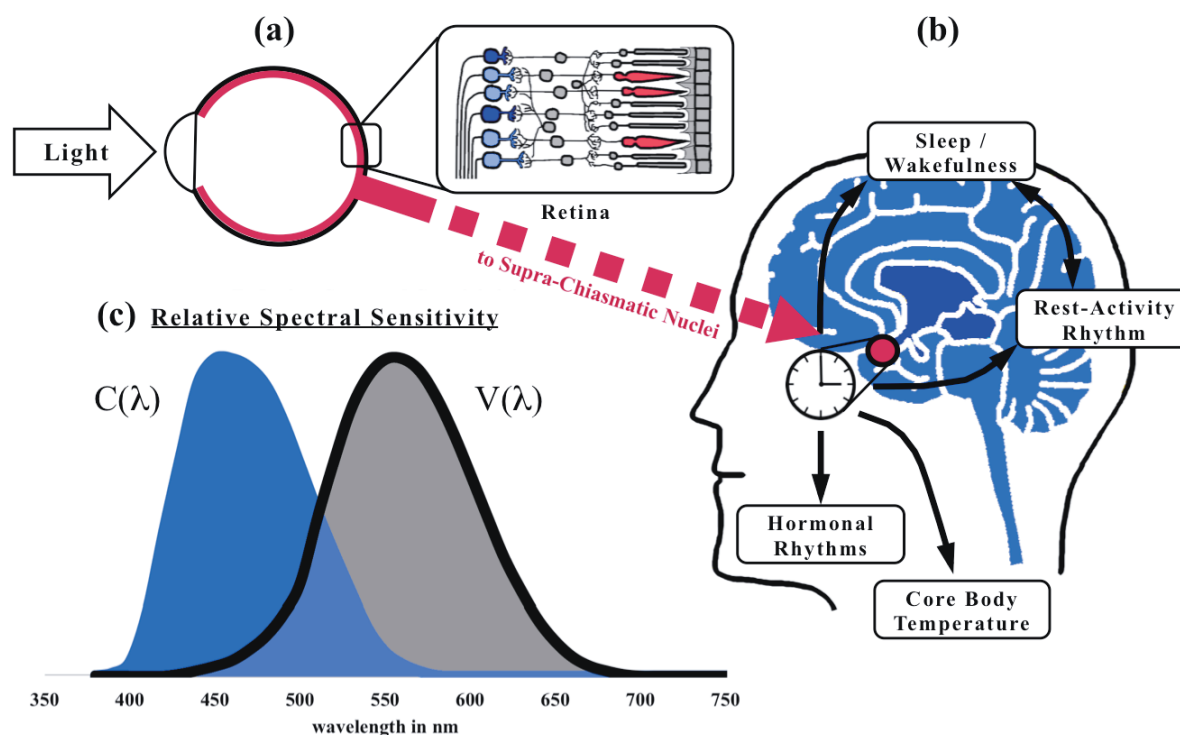 (a)
Light
Retina
to Supra-Chiasmatic Nuclei
(b)
Sleep /
Wakefulness
Rest-Activity
Rhythm
Hormonal
Rhythms
Core Body
Temperature
(c) Relative Spectral Sensitivity
C(λ)
V(λ)
350 400 450 500 550 600 650 700 750
wavelength in nm